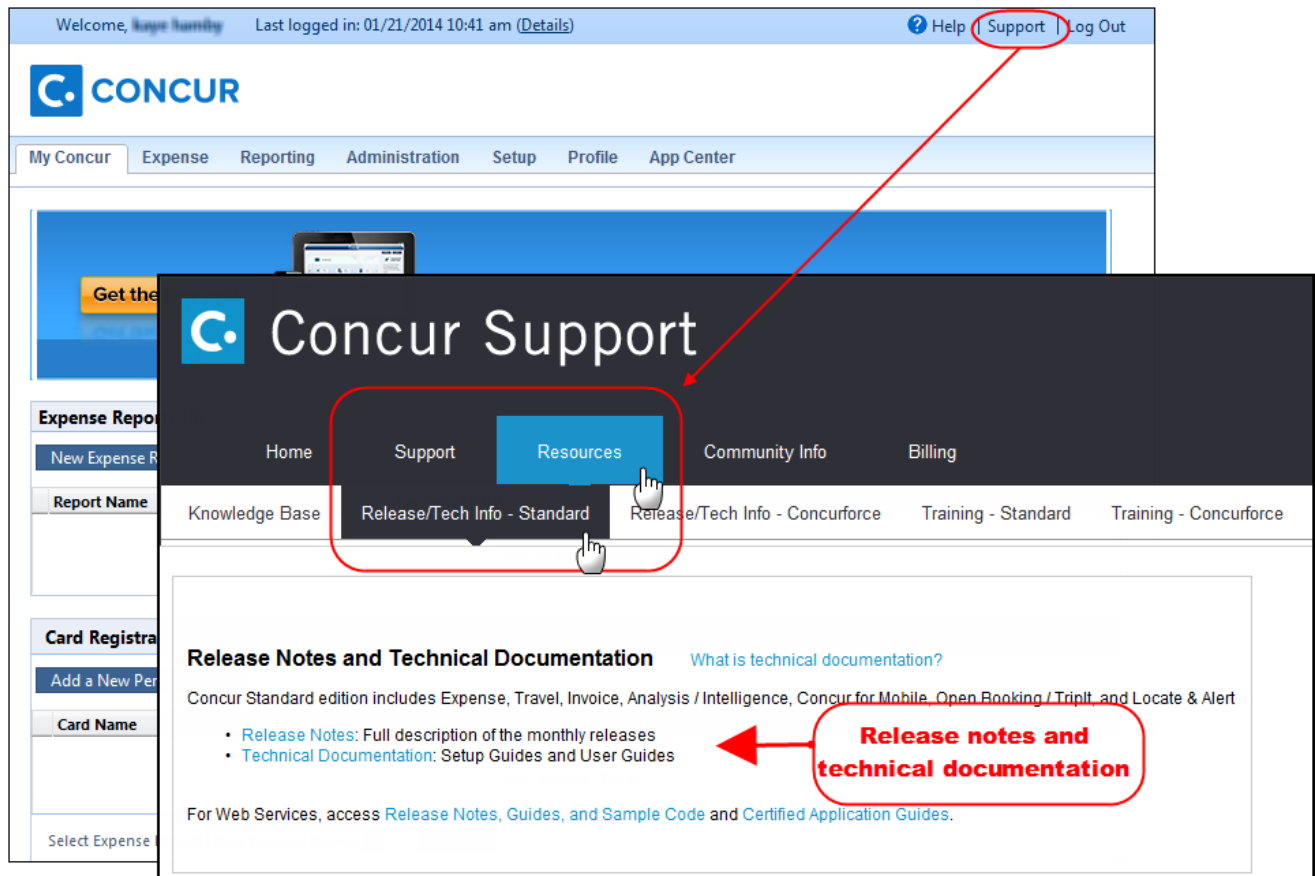 Welcome,
Last logged in: 01/21/2014 10:41 am (Details)
? Help | Support | Log Out
C. CONCUR
My Concur Expense Reporting Administration Setup Profile App Center
Get the
C. Concur Support
Expense Repo
New Expense R
Report Name
Home Support Resources Community Info Billing
Knowledge Base Release/Tech Info - Standard Release/Tech Info - Concurforce Training - Standard Training - Concurforce
Card Registra
Add a New Per
Card Name
Select Expense
Release Notes and Technical Documentation What is technical documentation?
Concur Standard edition includes Expense, Travel, Invoice, Analysis / Intelligence, Concur for Mobile, Open Booking / TripIt, and Locate & Alert
• Release Notes: Full description of the monthly releases
• Technical Documentation: Setup Guides and User Guides
Release notes and
technical documentation
For Web Services, access Release Notes, Guides, and Sample Code and Certified Application Guides.